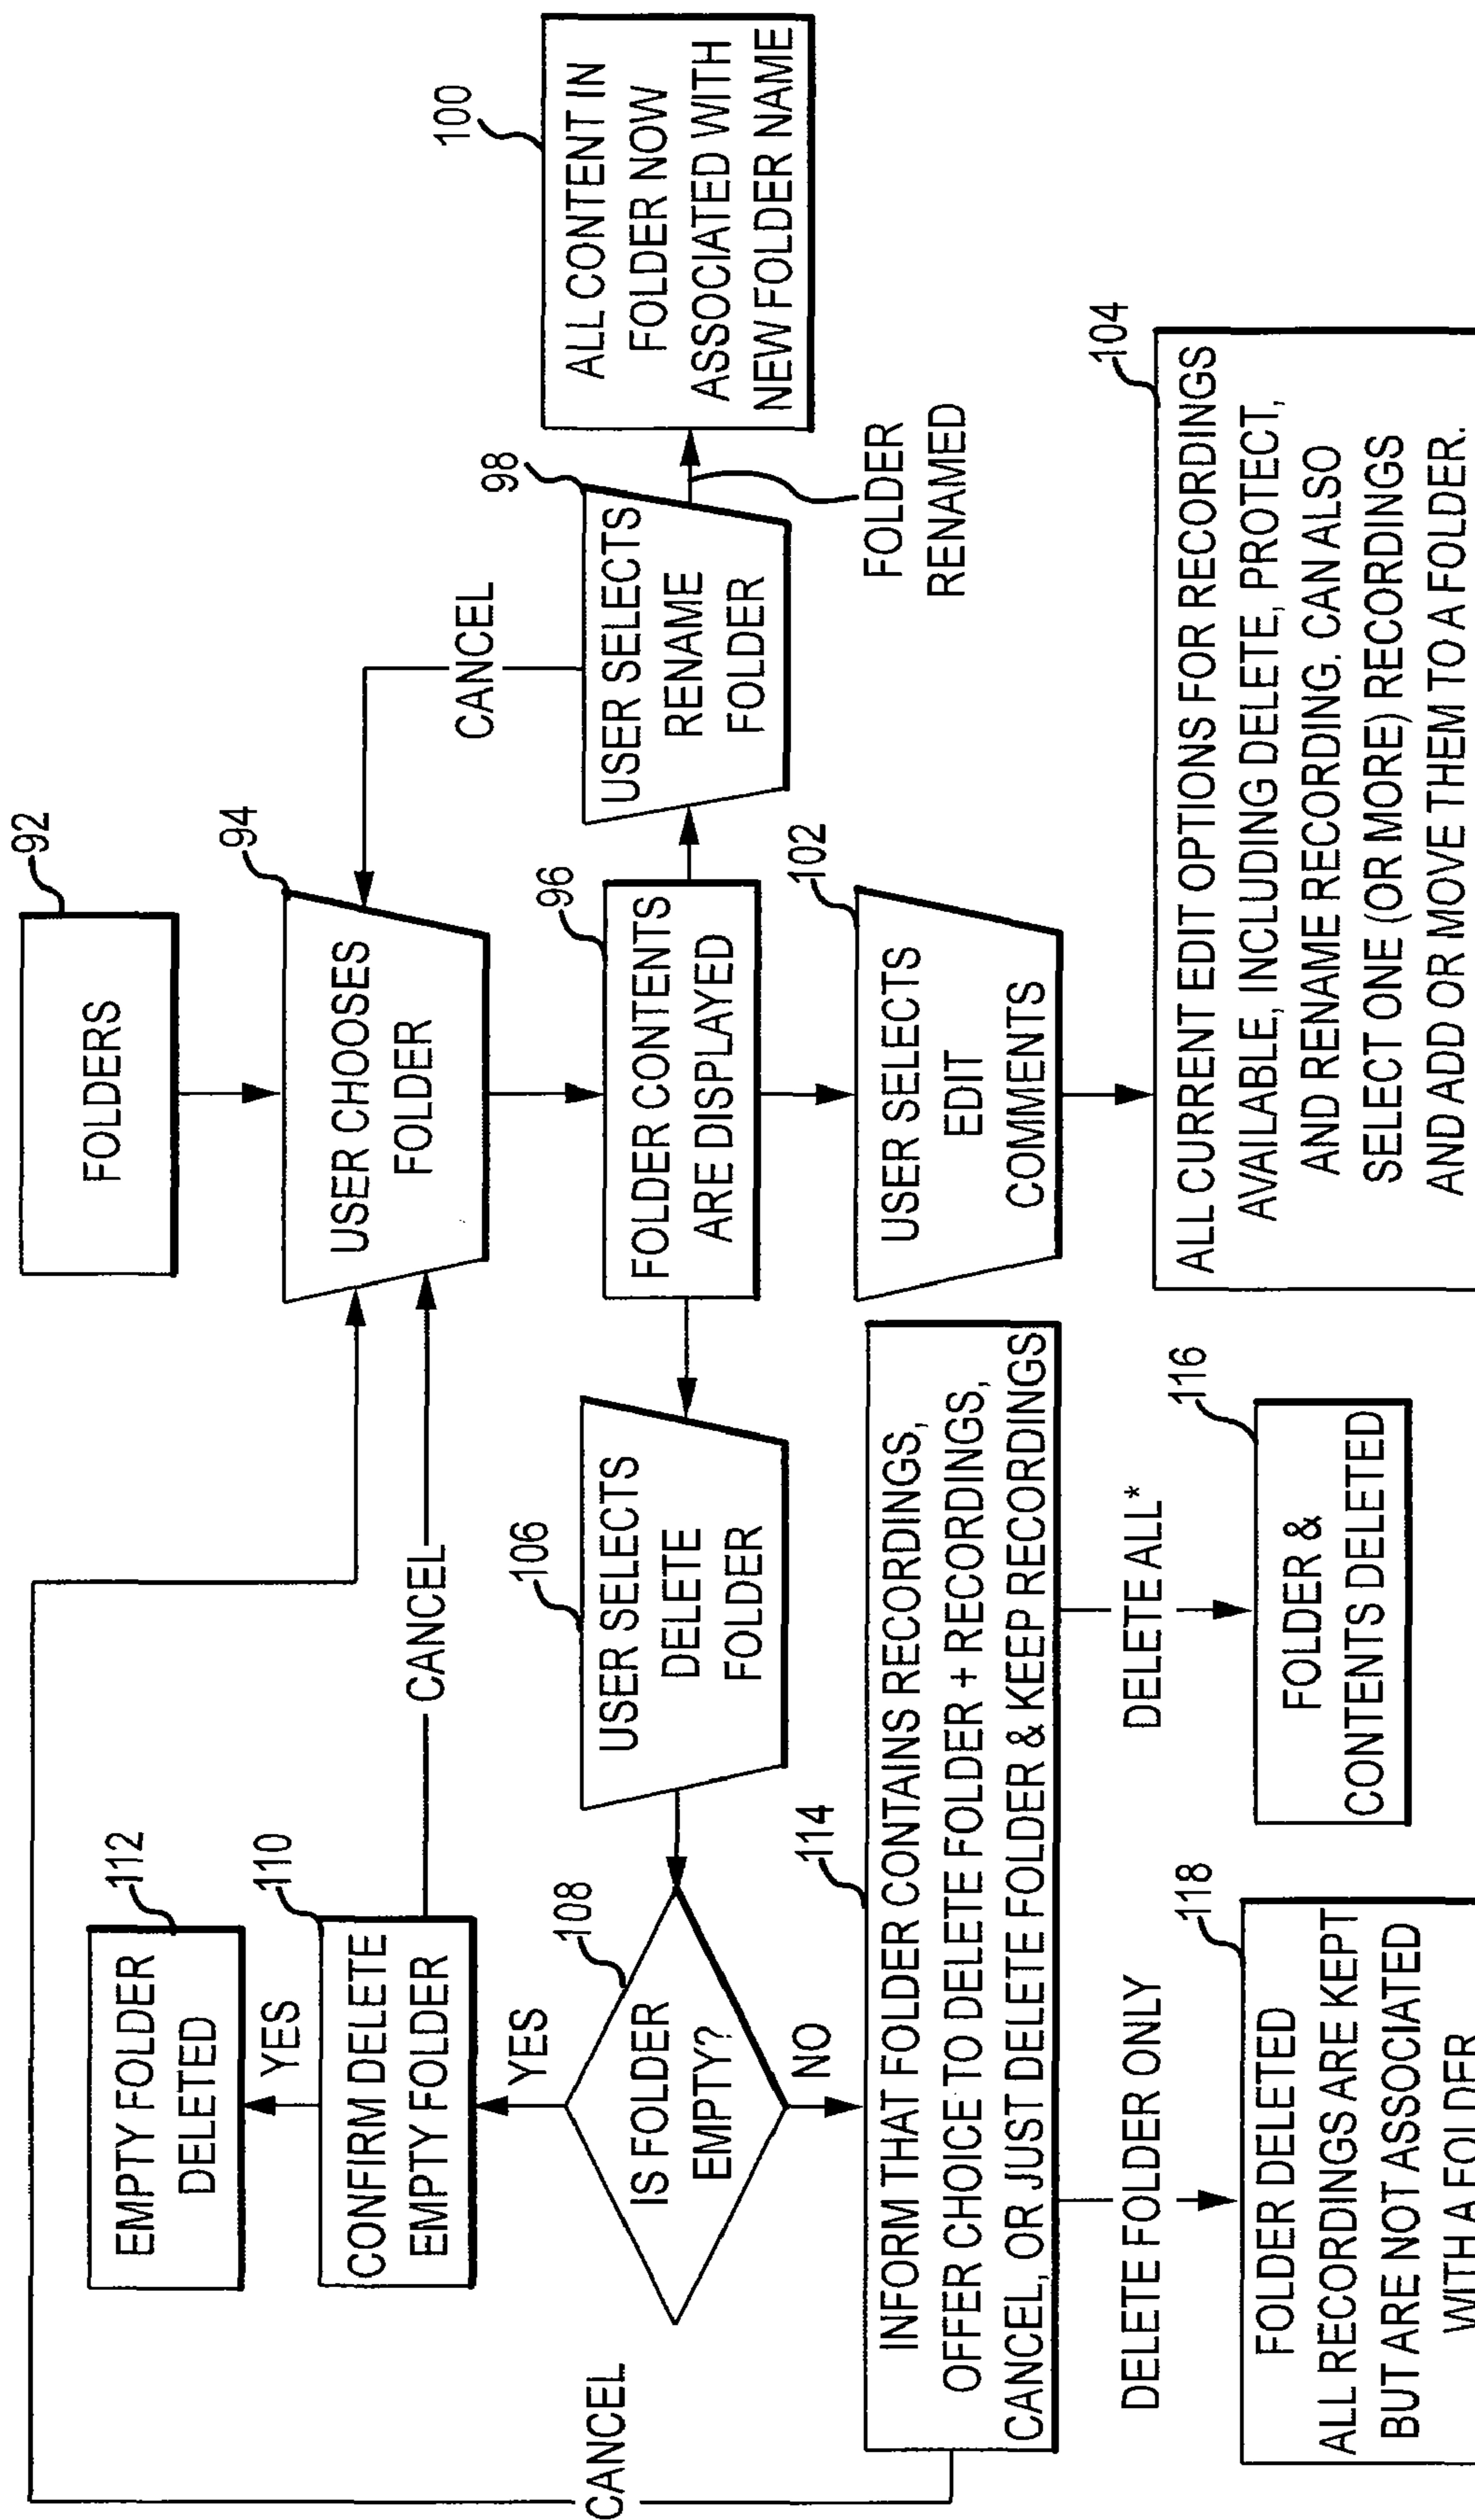 92
FOLDERS
94
USER CHOOSES
FOLDER
CANCEL
CANCEL
96
FOLDER CONTENTS
ARE DISPLAYED
98
USER SELECTS
RENAME
FOLDER
FOLDER
RENAMED
100
ALL CONTENT IN
FOLDER NOW
ASSOCIATED WITH
NEW FOLDER NAME
102
USER SELECTS
EDIT
COMMENTS
104
ALL CURRENT EDIT OPTIONS FOR RECORDINGS
AVAILABLE, INCLUDING DELETE, PROTECT,
AND RENAME RECORDING. CAN ALSO
SELECT ONE (OR MORE) RECORDINGS
AND ADD OR MOVE THEM TO A FOLDER.
106
USER SELECTS
DELETE
FOLDER
108
IS FOLDER
EMPTY?
YES
110
CONFIRM DELETE
EMPTY FOLDER
YES
112
EMPTY FOLDER
DELETED
NO
CANCEL
114
INFORM THAT FOLDER CONTAINS RECORDINGS,
OFFER CHOICE TO DELETE FOLDER + RECORDINGS,
CANCEL, OR JUST DELETE FOLDER & KEEP RECORDINGS
DELETE ALL*
116
FOLDER &
CONTENTS DELETED
DELETE FOLDER ONLY
118
FOLDER DELETED
ALL RECORDINGS ARE KEPT
BUT ARE NOT ASSOCIATED
WITH A FOLDER